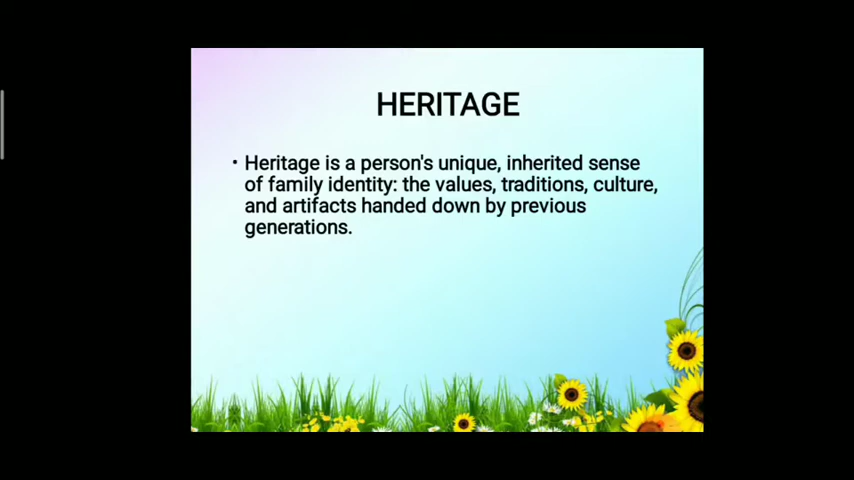 HERITAGE
• Heritage is a person's unique, inherited sense
of family identity: the values, traditions, culture,
and artifacts handed down by previous
generations.